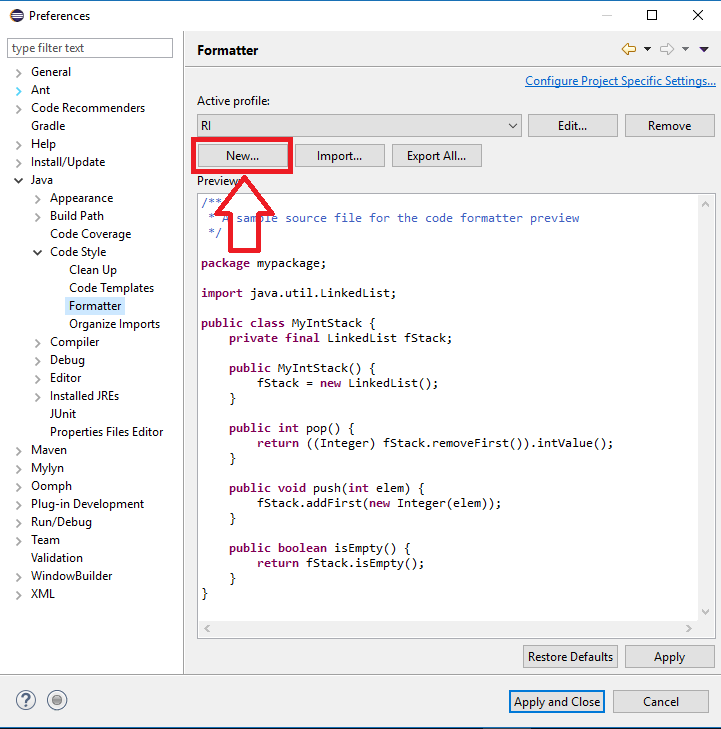 Preferences
type filter text
General
Ant
Code Recommenders
Gradle
Help
Install/Update
Java
Appearance
Build Path
Code Coverage
Code Style
Clean Up
Code Templates
Formatter
Organize Imports
Compiler
Debug
Editor
Installed JREs
JUnit
Properties Files Editor
Maven
Mylyn
Oomph
Plug-in Development
Run/Debug
Team
Validation
WindowBuilder
XML
Formatter
Configure Project Specific Settings...
Active profile:
RI
Edit...
Remove
New...
Import...
Export All...
Preview
/**
* A sample source file for the code formatter preview
*/
package mypackage;
import java.util.LinkedList;
public class MyIntStack {
private final LinkedList fStack;
public MyIntStack() {
fStack = new LinkedList();
}
public int pop() {
return ((Integer) fStack.removeFirst()).intValue();
}
public void push(int elem) {
fStack.addFirst(new Integer(elem));
}
public boolean isEmpty() {
return fStack.isEmpty();
}
}
Restore Defaults
Apply
?
Apply and Close
Cancel